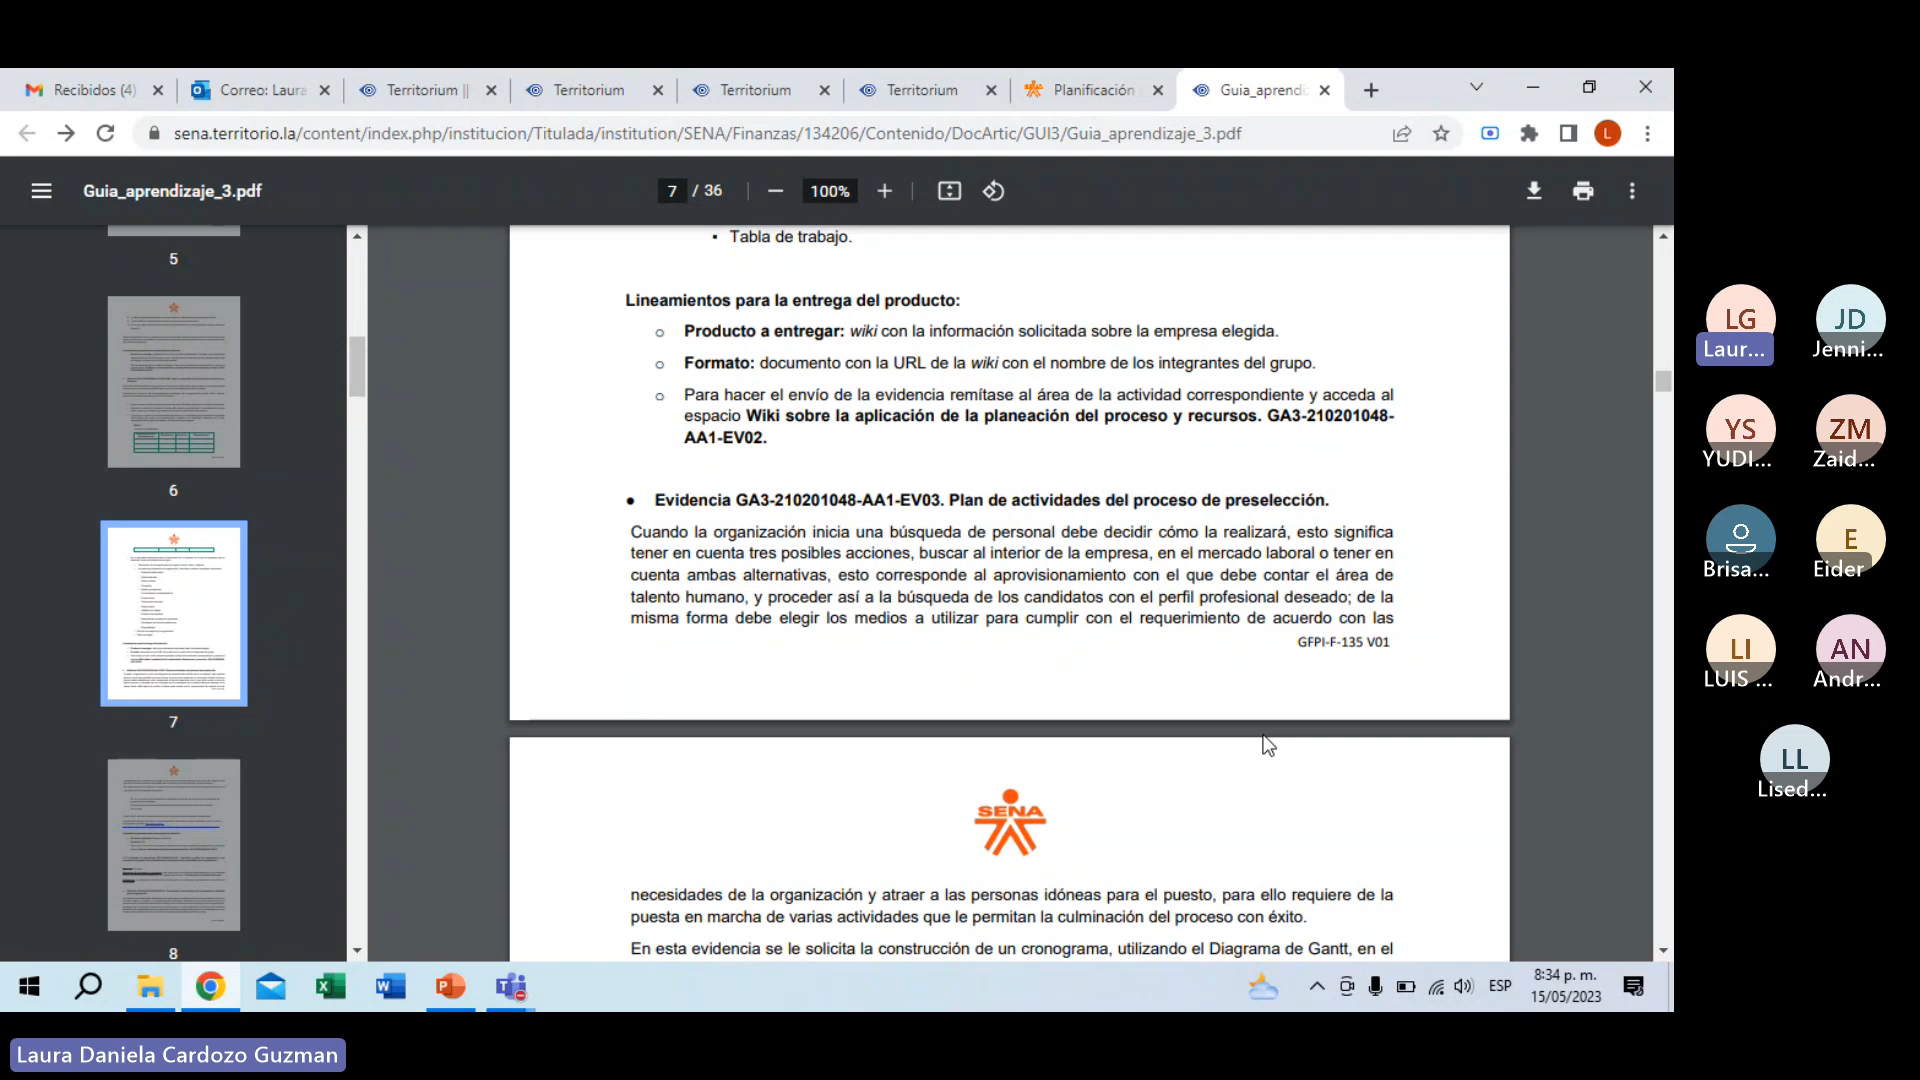 Recibidos (4)
Correo: Laura
Territorium ||
Territorium
Territorium
Territorium
Planificación
Guia_aprendi
sena.territorio.la/content/index.php/institucion/Titulada/institution/SENA/Finanzas/134206/Contenido/DocArtic/GUI3/Guia_aprendizaje_3.pdf
L
Guia_aprendizaje_3.pdf
7 / 36
100%
5
6
7
8
▪ Tabla de trabajo.
Lineamientos para la entrega del producto:
o Producto a entregar: wiki con la información solicitada sobre la empresa elegida.
o Formato: documento con la URL de la wiki con el nombre de los integrantes del grupo.
o Para hacer el envío de la evidencia remítase al área de la actividad correspondiente y acceda al
espacio Wiki sobre la aplicación de la planeación del proceso y recursos. GA3-210201048-
AA1-EV02.
● Evidencia GA3-210201048-AA1-EV03. Plan de actividades del proceso de preselección.
Cuando la organización inicia una búsqueda de personal debe decidir cómo la realizará, esto significa
tener en cuenta tres posibles acciones, buscar al interior de la empresa, en el mercado laboral o tener en
cuenta ambas alternativas, esto corresponde al aprovisionamiento con el que debe contar el área de
talento humano, y proceder así a la búsqueda de los candidatos con el perfil profesional deseado; de la
misma forma debe elegir los medios a utilizar para cumplir con el requerimiento de acuerdo con las
GFPI-F-135 V01
SENA
necesidades de la organización y atraer a las personas idóneas para el puesto, para ello requiere de la
puesta en marcha de varias actividades que le permitan la culminación del proceso con éxito.
En esta evidencia se le solicita la construcción de un cronograma, utilizando el Diagrama de Gantt, en el
LG
Laur...
JD
Jenni...
YS
YUDI...
ZM
Zaid...
Brisa...
E
Eider
LI
LUIS ...
AN
Andr...
LL
Lised...
ESP
8:34 p. m.
15/05/2023
Laura Daniela Cardozo Guzman